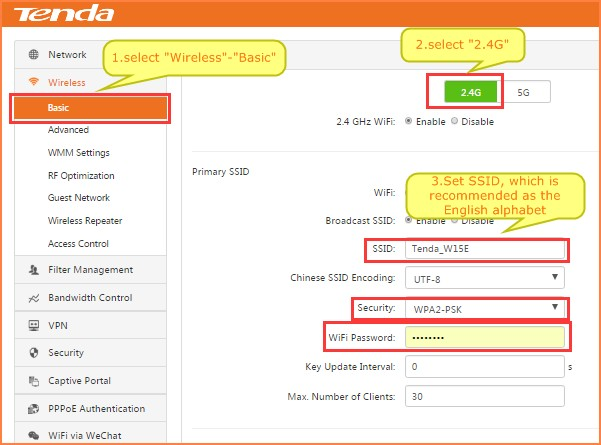 Tenda
Network
Wireless
Basic
Advanced
WMM Settings
RF Optimization
Guest Network
Wireless Repeater
Access Control
Filter Management
Bandwidth Control
VPN
Security
Captive Portal
PPPoE Authentication
WiFi via WeChat
1.select "Wireless"-"Basic"
2.select "2.4G"
2.4G 5G
2.4 GHz WiFi: Enable Disable
Primary SSID
WiFi:
3.Set SSID, which is
recommended as the
English alphabet
Broadcast SSID: Enable Disable
SSID: Tenda_W15E
Chinese SSID Encoding: UTF-8
Security: WPA2-PSK
WiFi Password: ••••••••
Key Update Interval: 0 s
Max. Number of Clients: 30